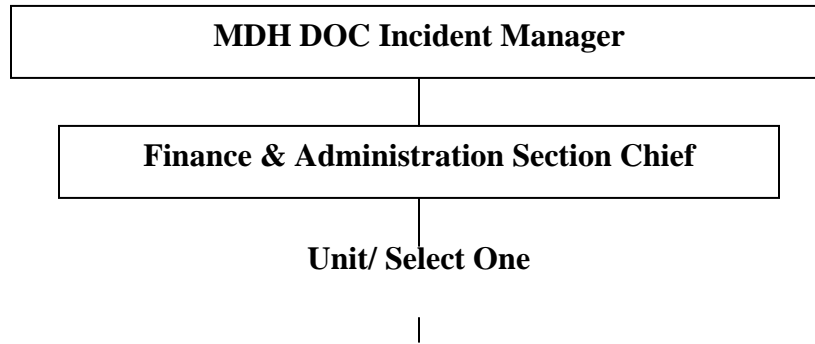 MDH DOC Incident Manager
Finance & Administration Section Chief
Unit/ Select One